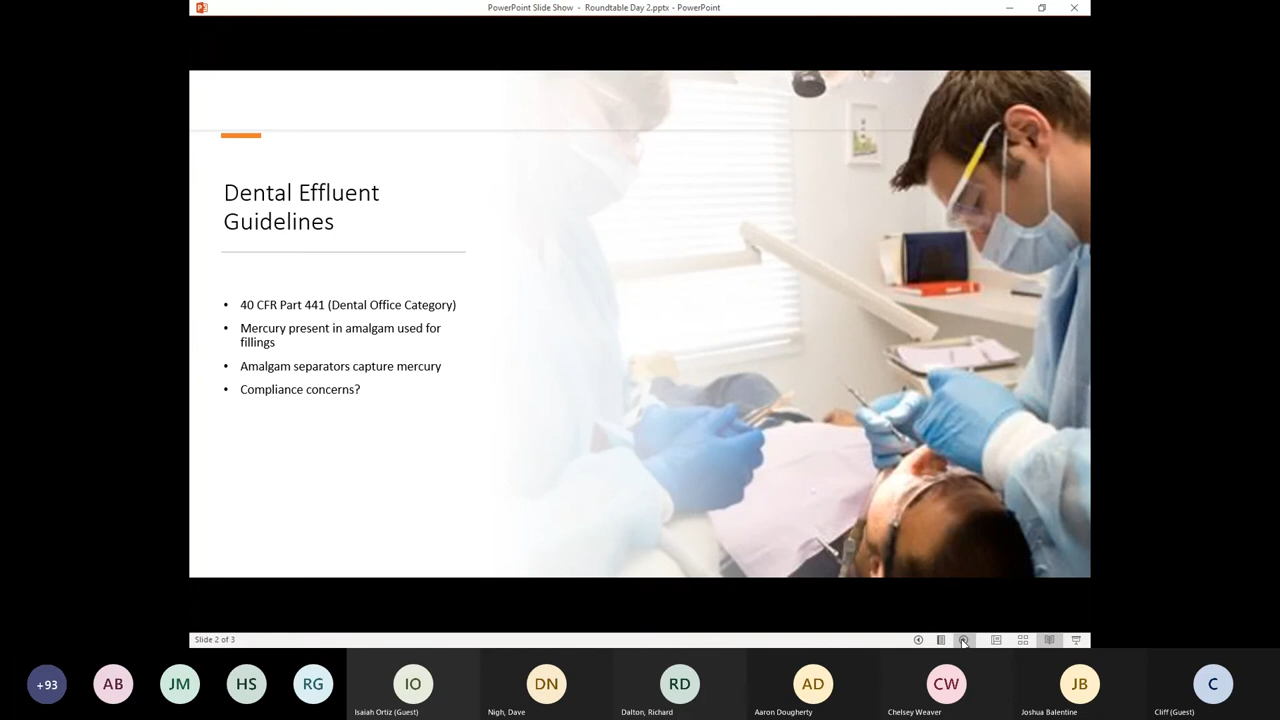 PowerPoint Slide Show - Roundtable Day 2.pptx - PowerPoint
Dental Effluent
Guidelines
• 40 CFR Part 441 (Dental Office Category)
• Mercury present in amalgam used for
fillings
• Amalgam separators capture mercury
• Compliance concerns?
Slide 2 of 3
+93
AB
JM
HS
RG
IO
DN
RD
AD
CW
JB
C
Isaiah Ortiz (Guest)
Nigh, Dave
Dalton, Richard
Aaron Dougherty
Chelsey Weaver
Joshua Balentine
Cliff (Guest)